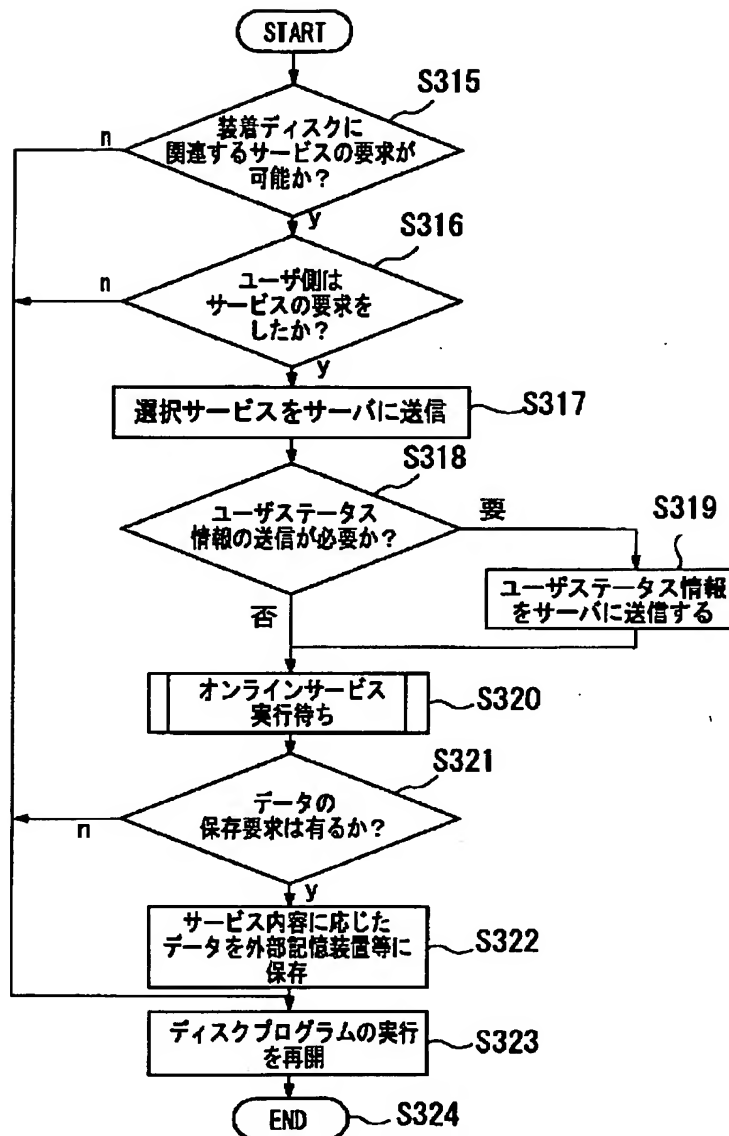 START
S315
n
装着ディスクに
関連するサービスの要求が
可能か?
y
S316
n
ユーザ側は
サービスの要求を
したか?
y
選択サービスをサーバに送信
S317
S318
ユーザステータス
情報の送信が必要か?
要
S319
ユーザステータス情報
をサーバに送信する
否
オンラインサービス
実行待ち
S320
S321
データの
保存要求は有るか?
n
y
サービス内容に応じた
データを外部記憶装置等に
保存
S322
ディスクプログラムの実行
を再開
S323
END
S324